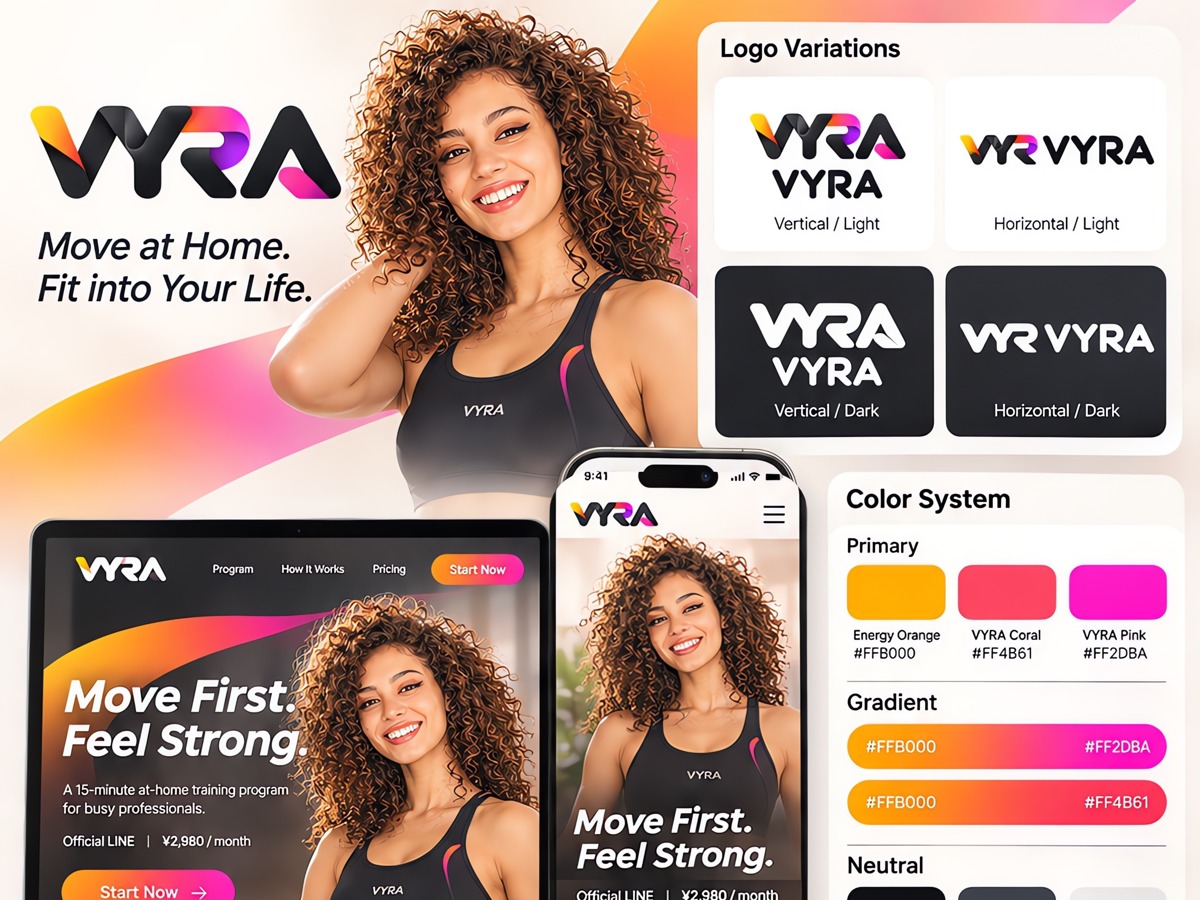 VYRA
Move at Home.
Fit into Your Life.
VYRA
Logo Variations
VYRA
VYRA
Vertical / Light
VYR VYRA
Horizontal / Light
VYRA
VYRA
Vertical / Dark
VYR VYRA
Horizontal / Dark
VYRA
Program
How It Works
Pricing
Start Now
Move First.
Feel Strong.
A 15-minute at-home training program
for busy professionals.
Official LINE | ¥2,980 / month
Start Now →
VYRA
9:41
VYRA
VYRA
Move First.
Feel Strong.
Official LINE | ¥2,980 / month
Color System
Primary
Energy Orange
#FFB000
VYRA Coral
#FF4B61
VYRA Pink
#FF2DBA
Gradient
#FFB000 #FF2DBA
#FFB000 #FF4B61
Neutral